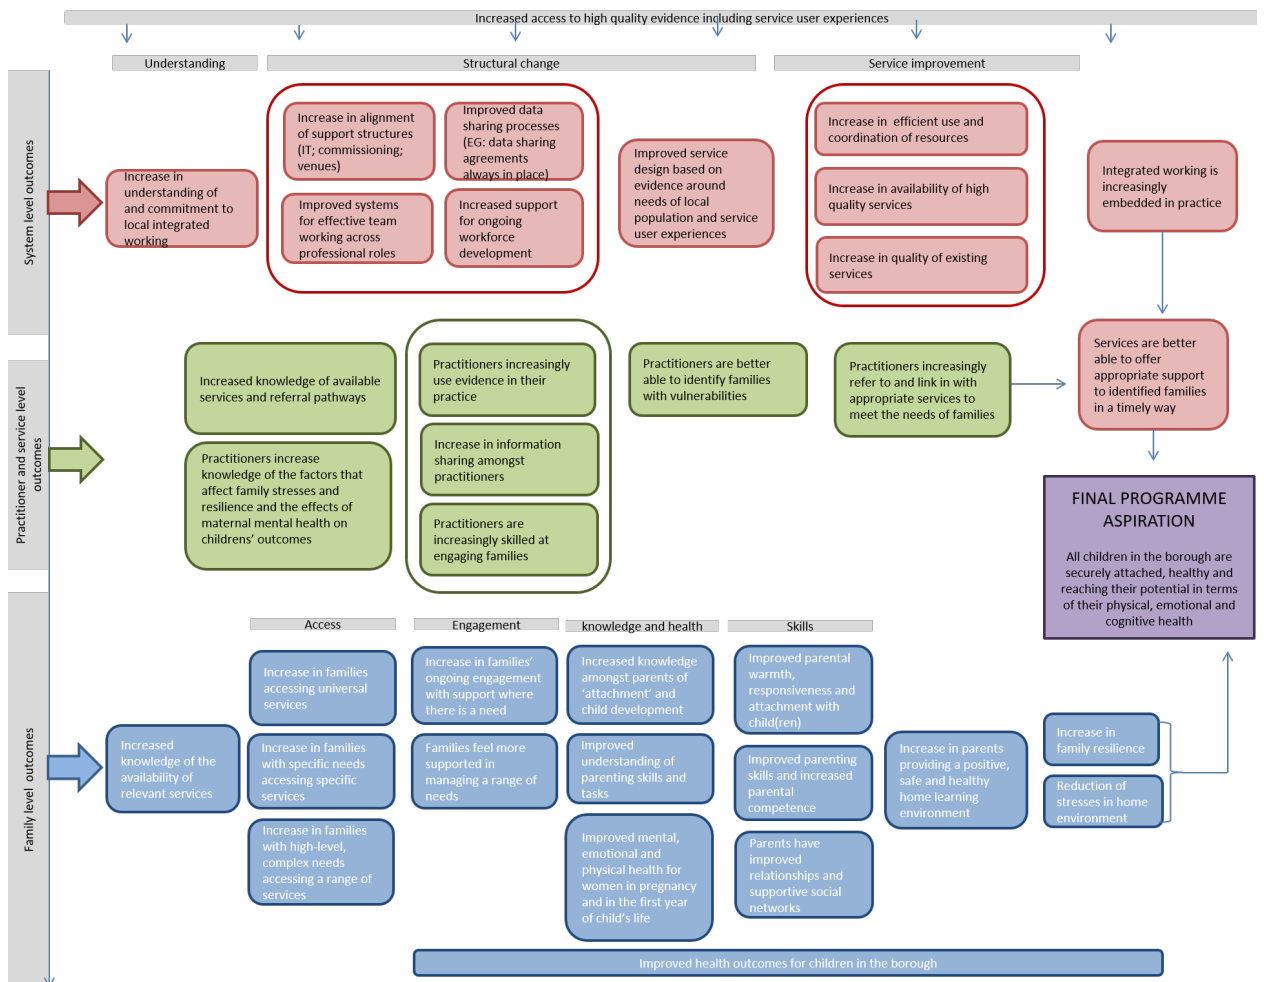 Increased access to high quality evidence including service user experiences
Understanding
Structural change
Service improvement
System level outcomes
Increase in
understanding of
and commitment to
local integrated
working
Increase in alignment
of support structures
(IT; commissioning;
venues)
Improved data
sharing processes
(EG: data sharing
agreements
always in place)
Improved systems
for effective team
working across
professional roles
Increased support
for ongoing
workforce
development
Improved service
design based on
evidence around
needs of local
population and service
user experiences
Increase in  efficient use and
coordination of resources
Increase in availability of high
quality services
Increase in quality of existing
services
Integrated working is
increasingly
embedded in practice
Practitioner and service level
outcomes
Increased knowledge of available
services and referral pathways
Practitioners increase
knowledge of the factors that
affect family stresses and
resilience and the effects of
maternal mental health on
childrens’ outcomes
Practitioners increasingly
use evidence in their
practice
Increase in information
sharing amongst
practitioners
Practitioners are
increasingly skilled at
engaging families
Practitioners are better
able to identify families
with vulnerabilities
Practitioners increasingly
refer to and link in with
appropriate services to
meet the needs of families
Services are better
able to offer
appropriate support
to identified families
in a timely way
FINAL PROGRAMME
ASPIRATION
All children in the borough are
securely attached, healthy and
reaching their potential in terms
of their physical, emotional and
cognitive health
Family level  outcomes
Access
Engagement
knowledge and health
Skills
Increased
knowledge of the
availability of
relevant services
Increase in families
accessing universal
services
Increase in families
with specific needs
accessing specific
services
Increase in families
with high-level,
complex needs
accessing a range of
services
Increase in families’
ongoing engagement
with support where
there is a need
Families feel more
supported in
managing a range of
needs
Increased knowledge
amongst parents of
‘attachment’ and
child development
Improved
understanding of
parenting skills and
tasks
Improved mental,
emotional and
physical health for
women in pregnancy
and in the first year
of child’s life
Improved parental
warmth,
responsiveness and
attachment with
child(ren)
Improved parenting
skills and increased
parental
competence
Parents have
improved
relationships and
supportive social
networks
Increase in parents
providing a positive,
safe and healthy
home learning
environment
Increase in
family resilience
Reduction of
stresses in home
environment
Improved health outcomes for children in the borough